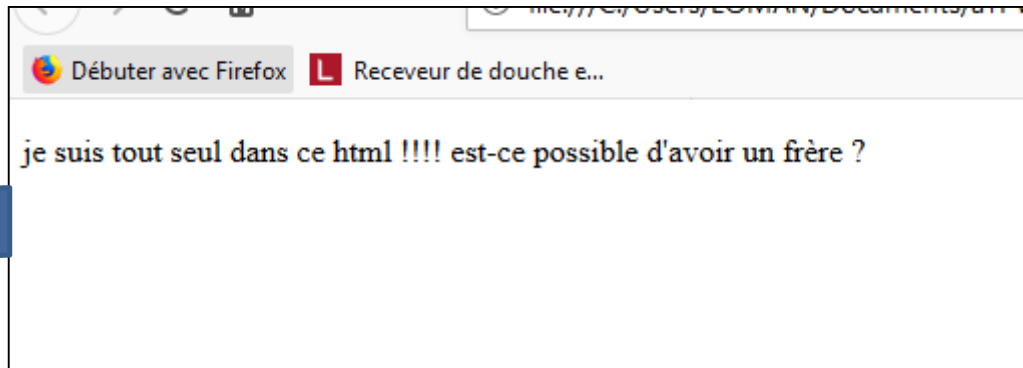 Débuter avec Firefox L Receveur de douche e...
je suis tout seul dans ce html !!!! est-ce possible d'avoir un frère ?